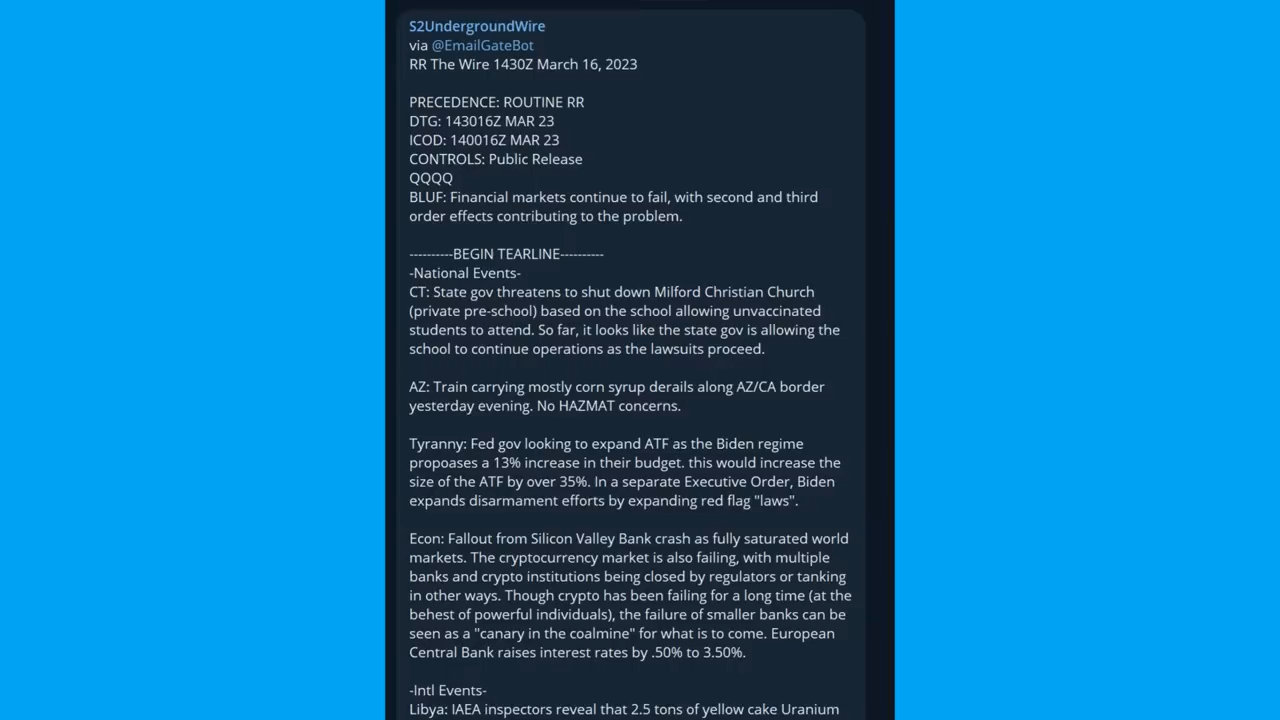 S2UndergroundWire
via @EmailGateBot
RR The Wire 1430Z March 16, 2023
PRECEDENCE: ROUTINE RR
DTG: 143016Z MAR 23
ICOD: 140016Z MAR 23
CONTROLS: Public Release
QQQQ
BLUF: Financial markets continue to fail, with second and third
order effects contributing to the problem.
----------BEGIN TEARLINE----------
-National Events-
CT: State gov threatens to shut down Milford Christian Church
(private pre-school) based on the school allowing unvaccinated
students to attend. So far, it looks like the state gov is allowing the
school to continue operations as the lawsuits proceed.
AZ: Train carrying mostly corn syrup derails along AZ/CA border
yesterday evening. No HAZMAT concerns.
Tyranny: Fed gov looking to expand ATF as the Biden regime
propoases a 13% increase in their budget. this would increase the
size of the ATF by over 35%. In a separate Executive Order, Biden
expands disarmament efforts by expanding red flag "laws".
Econ: Fallout from Silicon Valley Bank crash as fully saturated world
markets. The cryptocurrency market is also failing, with multiple
banks and crypto institutions being closed by regulators or tanking
in other ways. Though crypto has been failing for a long time (at the
behest of powerful individuals), the failure of smaller banks can be
seen as a "canary in the coalmine" for what is to come. European
Central Bank raises interest rates by .50% to 3.50%.
-Intl Events-
Libya: IAEA inspectors reveal that 2.5 tons of yellow cake Uranium